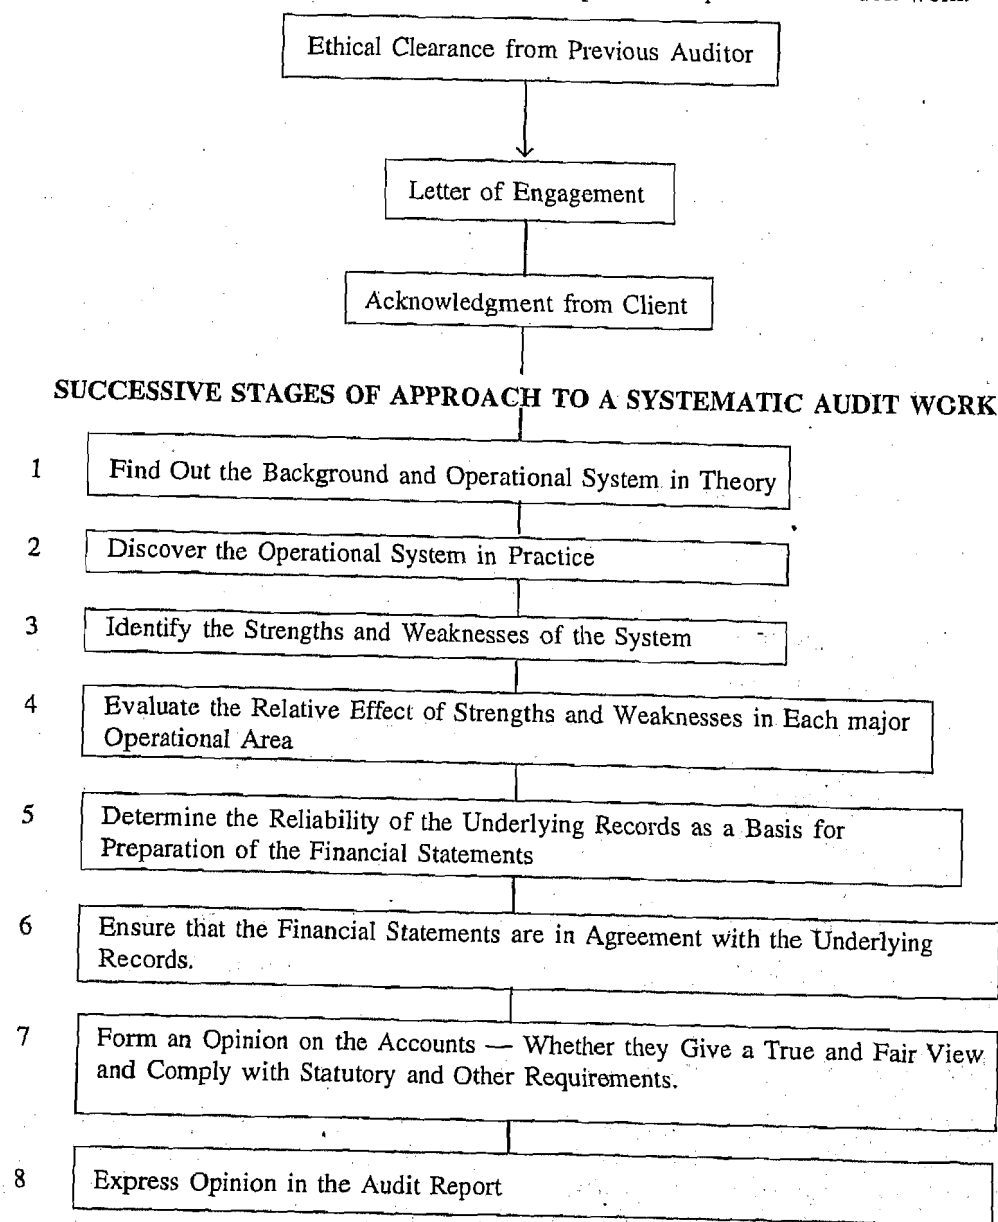 Ethical Clearance from Previous Auditor
Letter of Engagement
Acknowledgment from Client
SUCCESSIVE STAGES OF APPROACH TO A SYSTEMATIC AUDIT WORK
1 Find Out the Background and Operational System in Theory
2 Discover the Operational System in Practice
3 Identify the Strengths and Weaknesses of the System
4 Evaluate the Relative Effect of Strengths and Weaknesses in Each major
Operational Area
5 Determine the Reliability of the Underlying Records as a Basis for
Preparation of the Financial Statements
6 Ensure that the Financial Statements are in Agreement with the Underlying
Records.
7 Form an Opinion on the Accounts — Whether they Give a True and Fair View
and Comply with Statutory and Other Requirements.
8 Express Opinion in the Audit Report